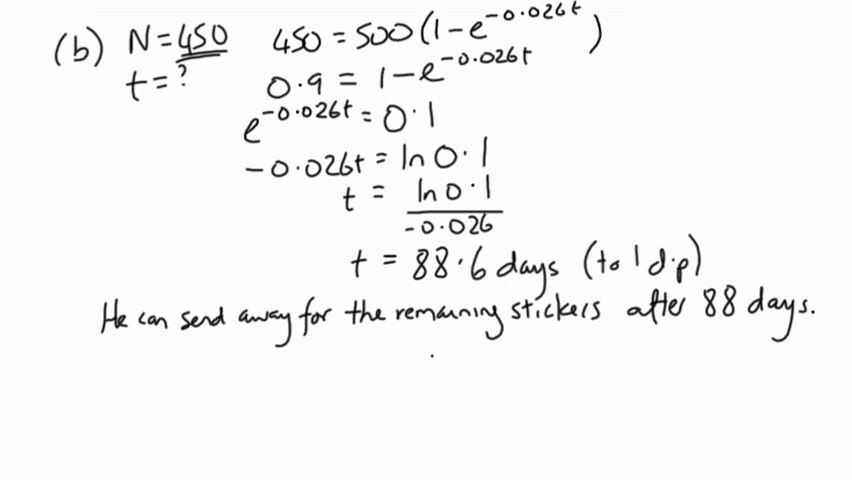 (b) N=450 450 = 500(1-e^-0.026t)
t=? 0.9 = 1-e^-0.026t
e^-0.026t = 0.1
-0.026t = ln 0.1
t = ln 0.1
-0.026
t = 88.6 days (to 1 d.p)
He can send away for the remaining stickers after 88 days.